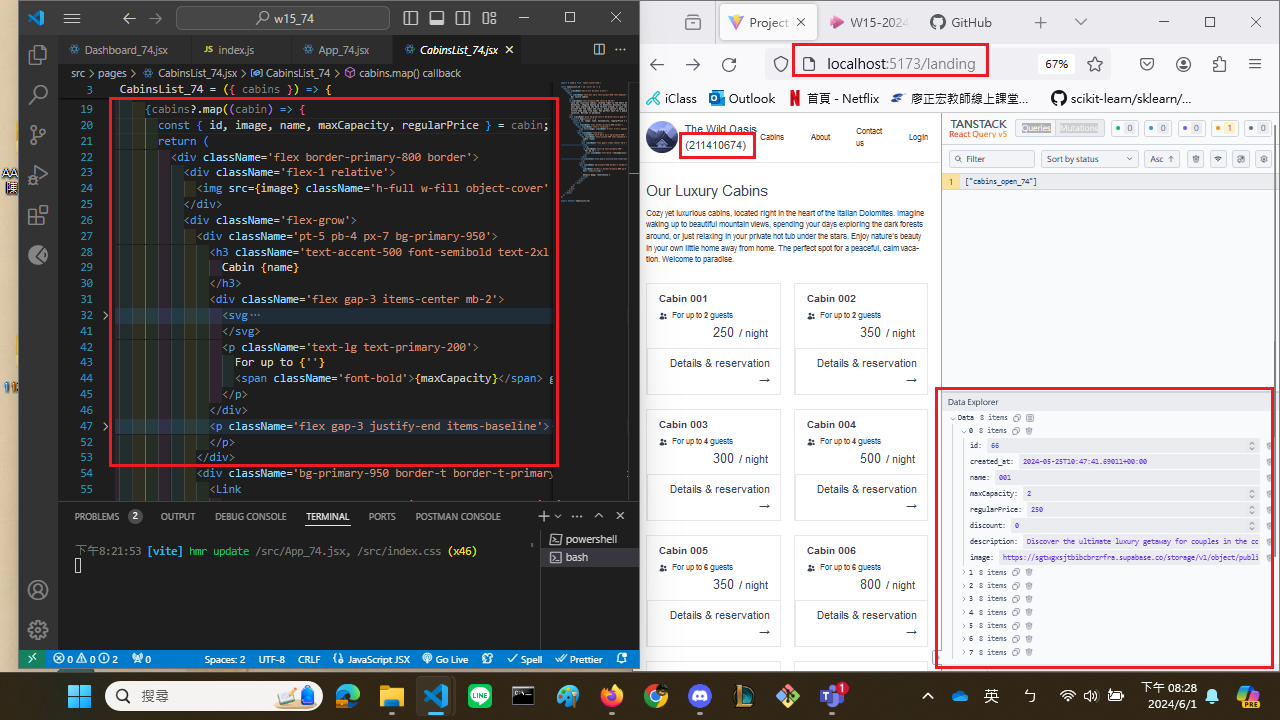 w15_74
Dashboard_74.jsx
index.js
App_74.jsx
CabinsList_74.jsx
src > pages > CabinsList_74.jsx > CabinsList_74 > cabins.map() callback
3 CabinsList_74 = ({ cabins }) => {
19 {cabins?.map((cabin) => {
20 const { id, image, name, maxCapacity, regularPrice } = cabin;
21 return (
22 <div className='flex border-primary-800 border'>
23 <div className='flex-1 relative'>
24 <img src={image} className='h-full w-fill object-cover'
25 </div>
26 <div className='flex-grow'>
27 <div className='pt-5 pb-4 px-7 bg-primary-950'>
28 <h3 className='text-accent-500 font-semibold text-2xl
29 Cabin {name}
30 </h3>
31 <div className='flex gap-3 items-center mb-2'>
32 <svg…
41 </svg>
42 <p className='text-lg text-primary-200'>
43 For up to {''}
44 <span className='font-bold'>{maxCapacity}</span> g
45 </p>
46 </div>
47 <p className='flex gap-3 justify-end items-baseline'>
52 </p>
53 </div>
54 <div className='bg-primary-950 border-t border-t-primary
55 <Link
PROBLEMS 2 OUTPUT DEBUG CONSOLE TERMINAL PORTS POSTMAN CONSOLE
下午8:21:53 [vite] hmr update /src/App_74.jsx, /src/index.css (x46)
powershell
bash
0 0 2 0 Spaces: 2 UTF-8 CRLF JavaScript JSX Go Live Spell Prettier
Project
W15-2024
GitHub
localhost:5173/landing
67%
iClass
Outlook
首頁 - Netflix
廖正宏教師線上課室...
scikit-learn/sklearn/...
The Wild Oasis
(211410674)
Cabins
About
Contact us
Login
Our Luxury Cabins
Cozy yet luxurious cabins, located right in the heart of the Italian Dolomites. Imagine
waking up to beautiful mountain views, spending your days exploring the dark forests
around, or just relaxing in your private hot tub under the stars. Enjoy nature's beauty
in your own little home away from home. The perfect spot for a peaceful, calm vaca-
tion. Welcome to paradise.
Cabin 001
For up to 2 guests
250 / night
Details & reservation
→
Cabin 002
For up to 2 guests
350 / night
Details & reservation
→
Cabin 003
For up to 4 guests
300 / night
Details & reservation
→
Cabin 004
For up to 4 guests
500 / night
Details & reservation
→
Cabin 005
For up to 6 guests
350 / night
Details & reservation
→
Cabin 006
For up to 6 guests
800 / night
Details & reservation
→
TANSTACK
React Query v5
Queries Mutations
0 0 0 1 0
Filter
Sort by status
Asc ↑
1 ["cabins_open_74"]
Data Explorer
Data 8 items
0 8 items
id: 66
created_at: 2024-05-25T10:47:41.69011+00:00
name: 001
maxCapacity: 2
regularPrice: 250
discount: 0
description: Discover the ultimate luxury getaway for couples in the co
image: https://sgtwgxsjtbibcbrzrfra.supabase.co/storage/v1/object/publi
1 8 items
2 8 items
3 8 items
4 8 items
5 8 items
6 8 items
7 8 items
搜尋
1
英
ㄅ
下午 08:28
2024/6/1
PRE